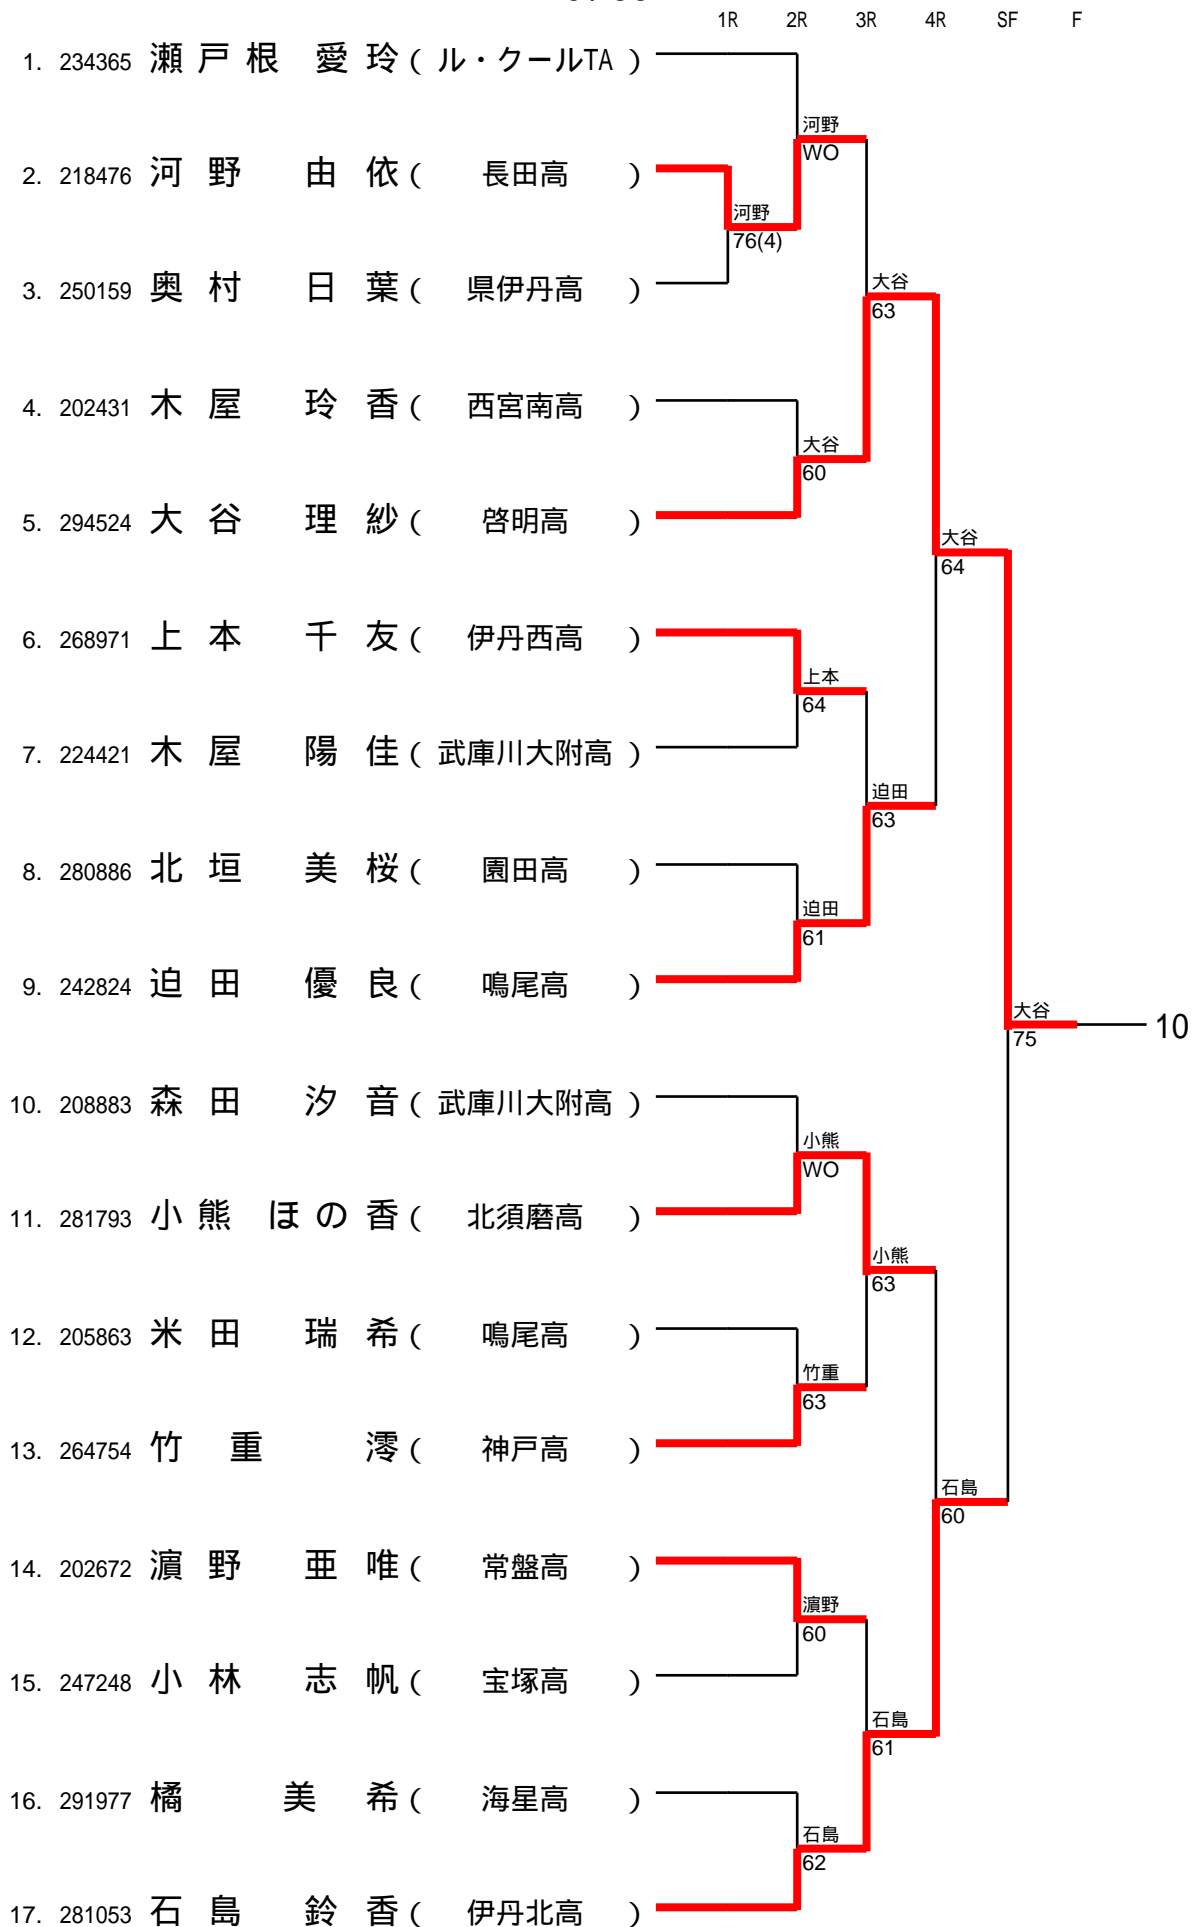 1R 2R 3R 4R SF F
1. 234365 瀬戸根 愛玲 ( ル・クールTA )
河野
WO
2. 218476 河野 由依 ( 長田高 )
河野
76(4)
3. 250159 奥村 日葉 ( 県伊丹高 )
大谷
63
4. 202431 木屋 玲香 ( 西宮南高 )
大谷
60
5. 294524 大谷 理紗 ( 啓明高 )
大谷
64
6. 268971 上本 千友 ( 伊丹西高 )
上本
64
7. 224421 木屋 陽佳 ( 武庫川大附高 )
迫田
63
8. 280886 北垣 美桜 ( 園田高 )
迫田
61
9. 242824 迫田 優良 ( 鳴尾高 )
大谷
75
10
10. 208883 森田 汐音 ( 武庫川大附高 )
小熊
WO
11. 281793 小熊 ほの香 ( 北須磨高 )
小熊
63
12. 205863 米田 瑞希 ( 鳴尾高 )
竹重
63
13. 264754 竹重 澪 ( 神戸高 )
石島
60
14. 202672 濵野 亜唯 ( 常盤高 )
濵野
60
15. 247248 小林 志帆 ( 宝塚高 )
石島
61
16. 291977 橘 美希 ( 海星高 )
石島
62
17. 281053 石島 鈴香 ( 伊丹北高 )